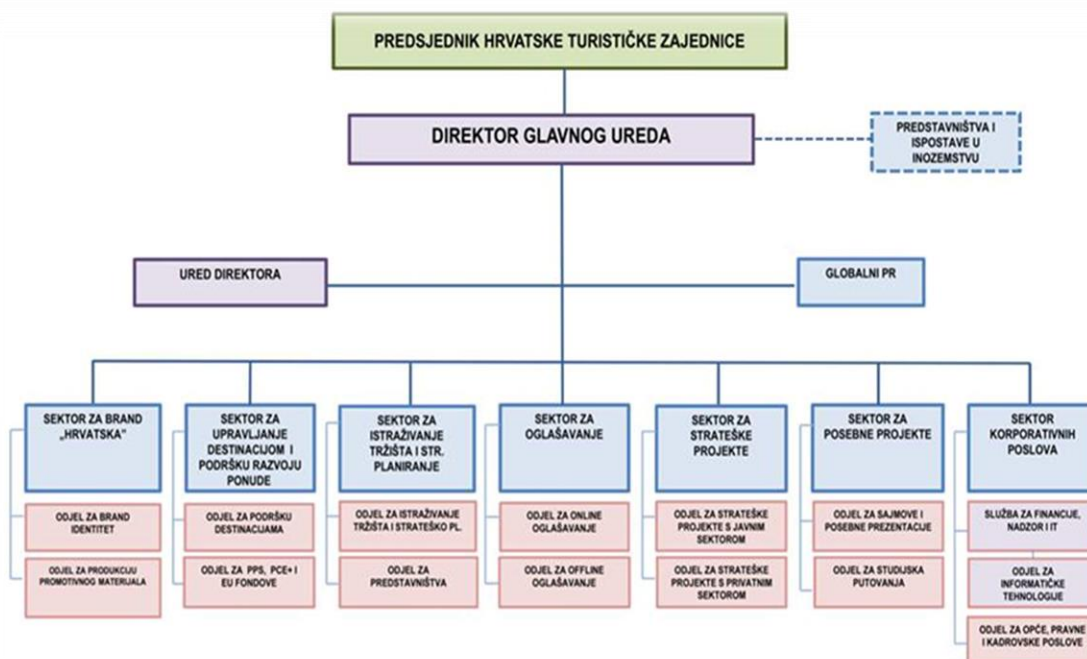 PREDSJEDNIK HRVATSKE TURISTIČKE ZAJEDNICE
DIREKTOR GLAVNOG UREDA
PREDSTAVNIŠTVA I
ISPOSTAVE U
INOZEMSTVU
URED DIREKTORA
GLOBALNI PR
SEKTOR ZA BRAND
„HRVATSKA“
SEKTOR ZA
UPRAVLJANJE
DESTINACIJOM I
PODRŠKU RAZVOJU
PONUDE
SEKTOR ZA
ISTRAŽIVANJE
TRŽIŠTA I STR.
PLANIRANJE
SEKTOR ZA
OGLAŠAVANJE
SEKTOR ZA
STRATEŠKE
PROJEKTE
SEKTOR ZA
POSEBNE PROJEKTE
SEKTOR
KORPORATIVNIH
POSLOVA
ODJEL ZA BRAND
IDENTITET
ODJEL ZA PODRŠKU
DESTINACIJAMA
ODJEL ZA ISTRAŽIVANJE
TRŽIŠTA I STRATEŠKO PL.
ODJEL ZA ONLINE
OGLAŠAVANJE
ODJEL ZA STRATEŠKE
PROJEKTE S JAVNIM
SEKTOROM
ODJEL ZA SAJMOVE I
POSEBNE PREZENTACIJE
SLUŽBA ZA FINANCIJE,
NADZOR I IT
ODJEL ZA PRODUKCIJU
PROMOTIVNOG MATERIJALA
ODJEL ZA PPS, PCE+ I
EU FONDOVE
ODJEL ZA
PREDSTAVNIŠTVA
ODJEL ZA OFFLINE
OGLAŠAVANJE
ODJEL ZA STRATEŠKE
PROJEKTE S PRIVATNIM
SEKTOROM
ODJEL ZA STUDIJSKA
PUTOVANJA
ODJEL ZA
INFORMATIČKE
TEHNOLOGIJE
ODJEL ZA OPĆE, PRAVNE
I KADROVSKE POSLOVE